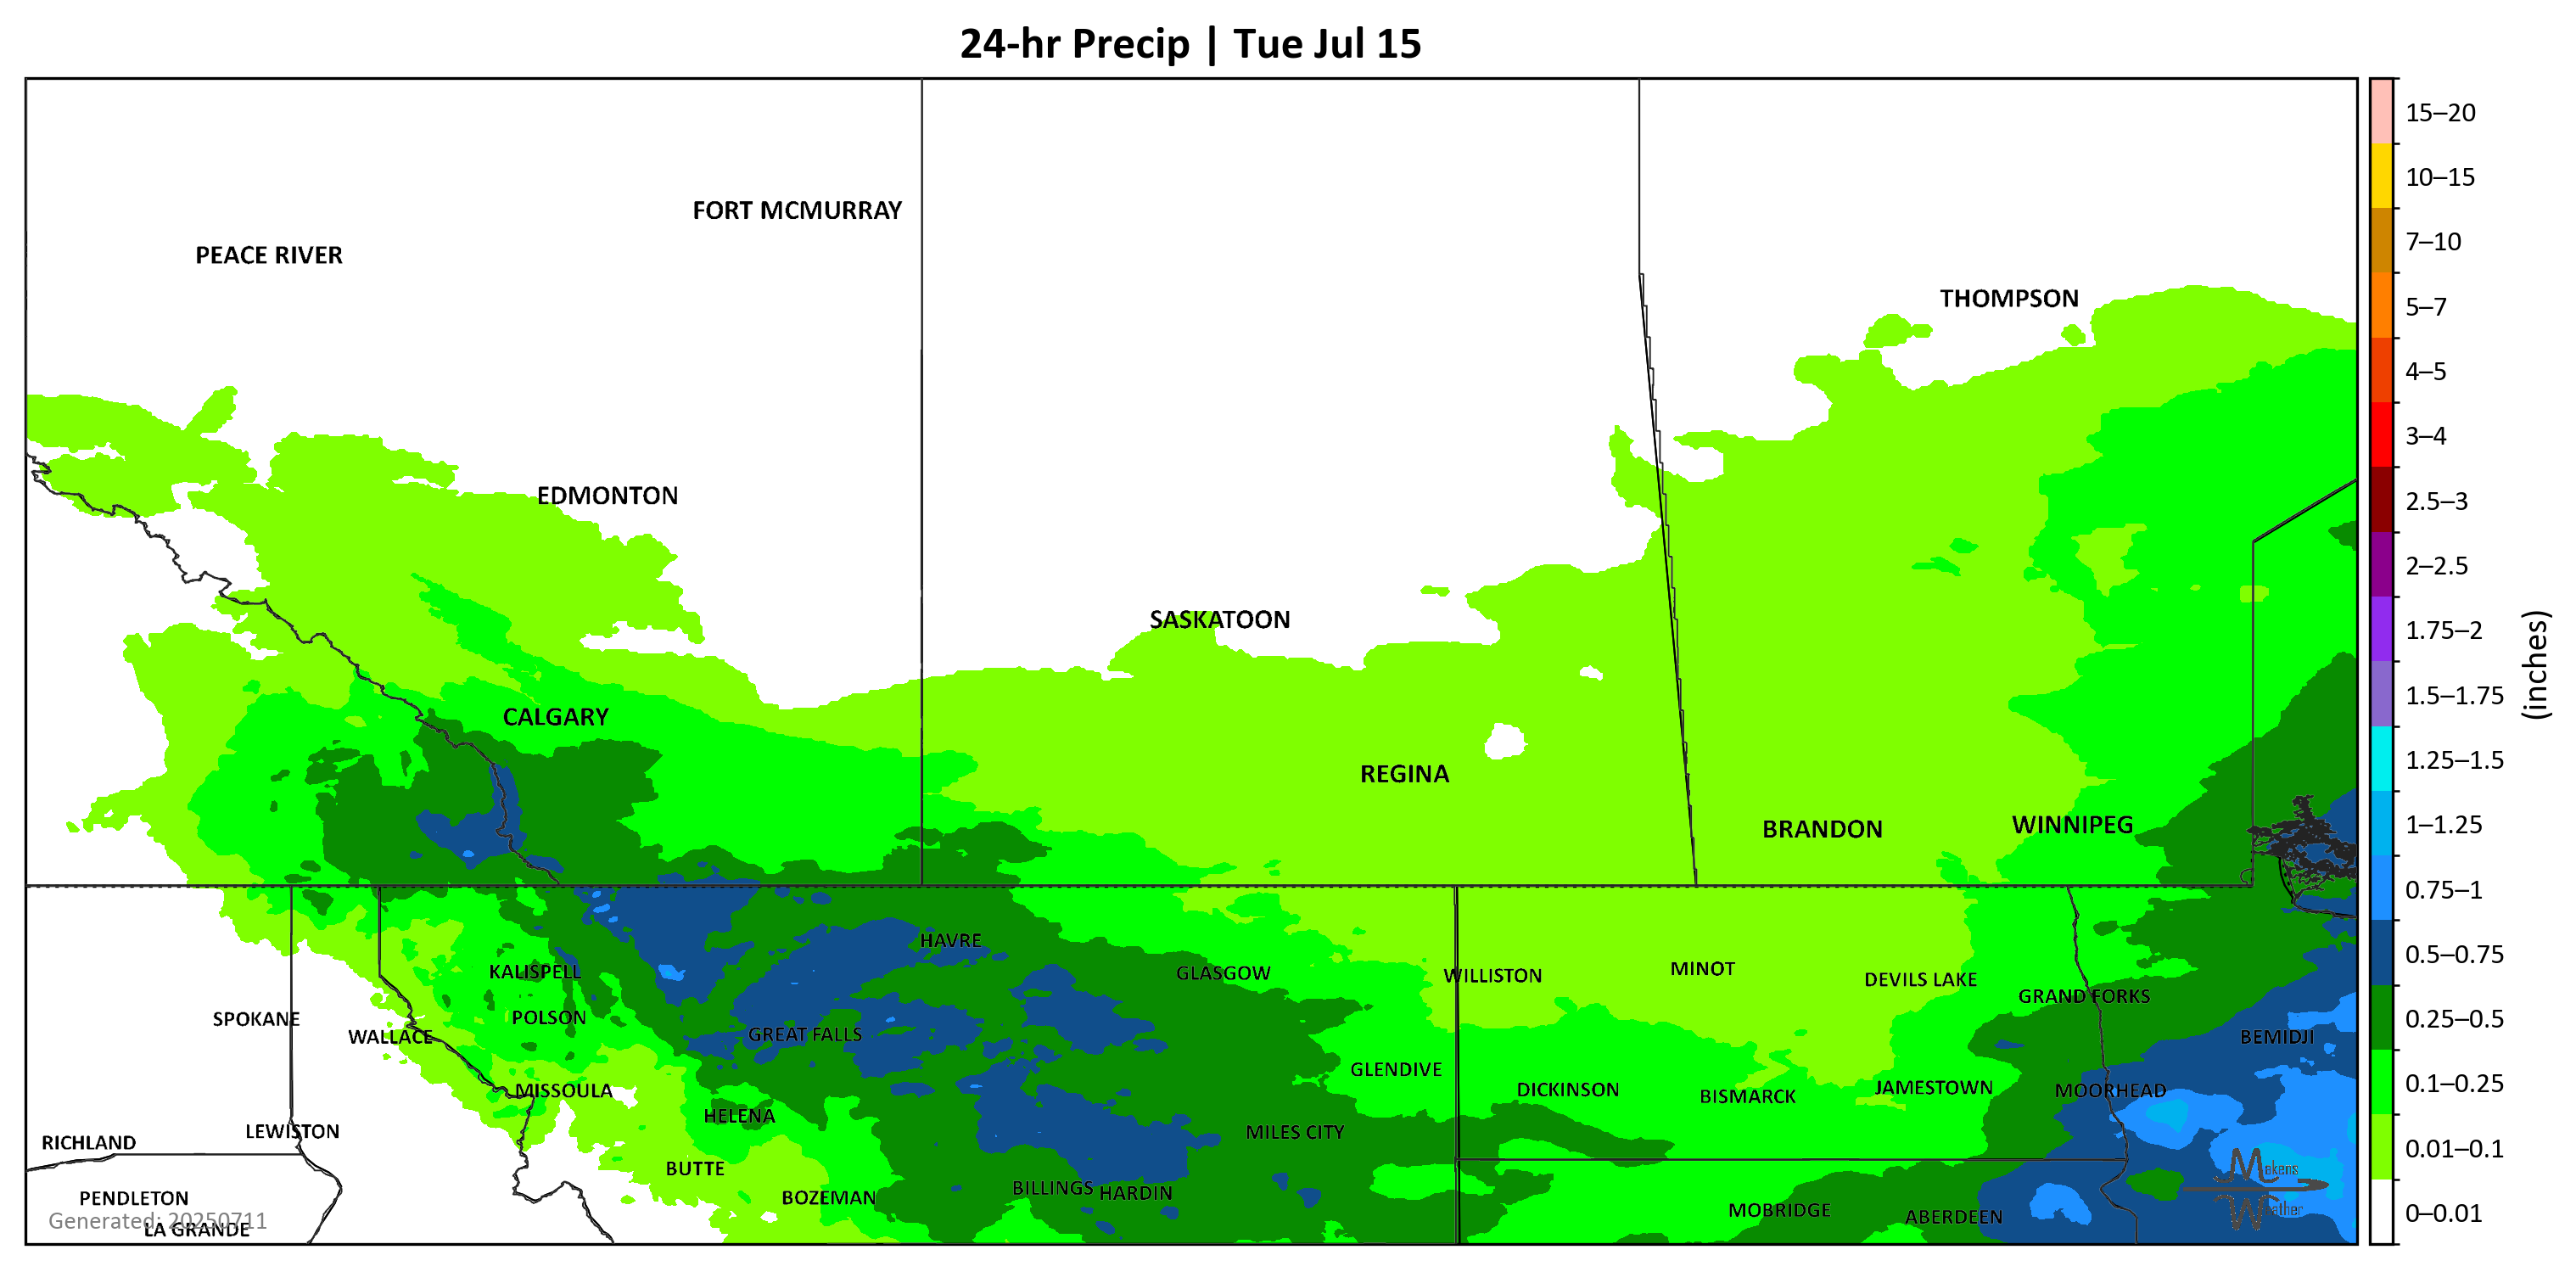 24-hr Precip | Tue Jul 15
FORT MCMURRAY
PEACE RIVER
THOMPSON
EDMONTON
SASKATOON
CALGARY
REGINA
BRANDON
WINNIPEG
HAVRE
KALISPELL
GLASGOW
WILLISTON
MINOT
DEVILS LAKE
GRAND FORKS
SPOKANE
WALLACE
POLSON
GREAT FALLS
BEMIDJI
GLENDIVE
MISSOULA
DICKINSON
BISMARCK
JAMESTOWN
MOORHEAD
HELENA
RICHLAND
LEWISTON
MILES CITY
BUTTE
PENDLETON
BOZEMAN
BILLINGS
HARDIN
MOBRIDGE
ABERDEEN
Generated: 20250711
LA GRANDE
Makens
Weather
15–20
10–15
7–10
5–7
4–5
3–4
2.5–3
2–2.5
1.75–2
1.5–1.75
1.25–1.5
1–1.25
0.75–1
0.5–0.75
0.25–0.5
0.1–0.25
0.01–0.1
0–0.01
(inches)